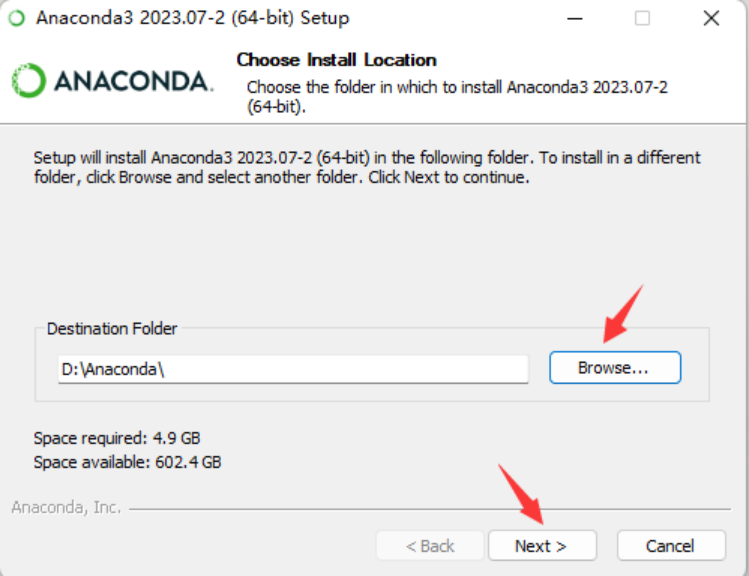 Anaconda3 2023.07-2 (64-bit) Setup
ANACONDA.
Choose Install Location
Choose the folder in which to install Anaconda3 2023.07-2
(64-bit).
Setup will install Anaconda3 2023.07-2 (64-bit) in the following folder. To install in a different
folder, click Browse and select another folder. Click Next to continue.
Destination Folder
D:\Anaconda\
Browse...
Space required: 4.9 GB
Space available: 602.4 GB
Anaconda, Inc.
< Back
Next >
Cancel